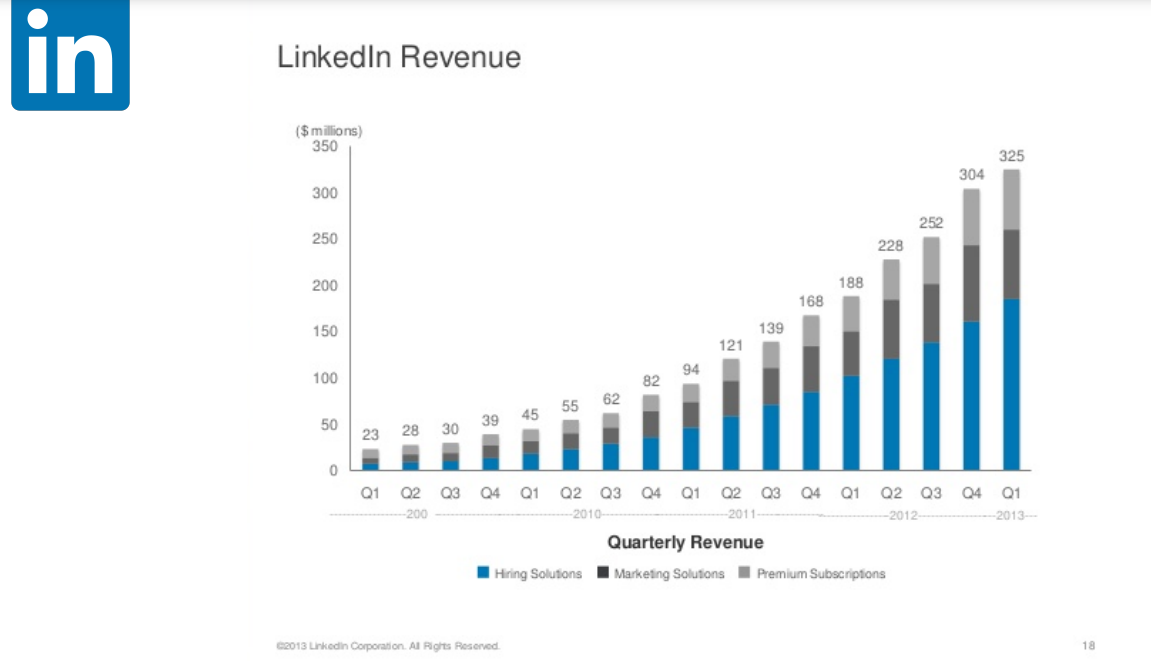 in
LinkedIn Revenue
($ millions)
350
300
250
200
150
100
50
0
23 28 30 39 45 55 62 82 94 121 139 168 188 228 252 304 325
Q1 Q2 Q3 Q4 Q1 Q2 Q3 Q4 Q1 Q2 Q3 Q4 Q1 Q2 Q3 Q4 Q1
200 2010 2011 2012 2013
Quarterly Revenue
Hiring Solutions Marketing Solutions Premium Subscriptions
©2013 LinkedIn Corporation. All Rights Reserved. 18